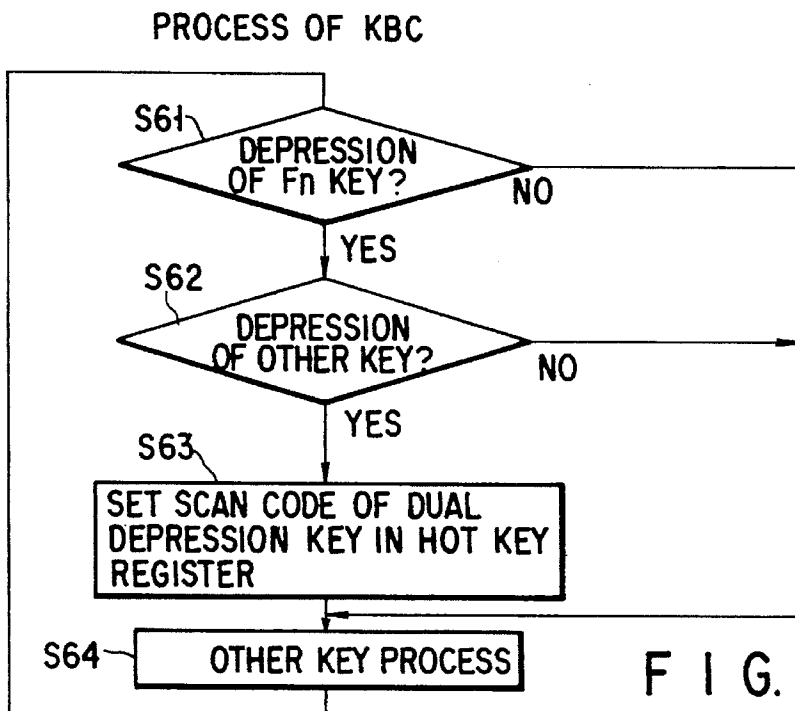 PROCESS OF KBC
S61
DEPRESSION
OF Fn KEY?
NO
YES
S62
DEPRESSION
OF OTHER KEY?
NO
YES
S63
SET SCAN CODE OF DUAL
DEPRESSION KEY IN HOT KEY
REGISTER
S64
OTHER KEY PROCESS
FIG.